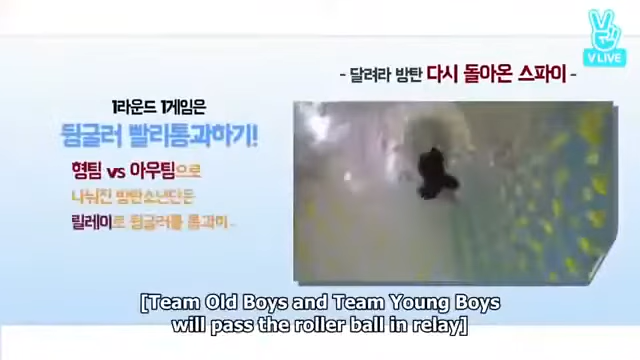 V LIVE
- 달려라 방탄 다시 돌아온 스파이 -
1라운드 1게임은
뒹굴러 빨리통과하기!
형팀 vs 아우팀으로
나눠진 방탄소년단은
릴레이로 뒹굴러를 통과해~
[Team Old Boys and Team Young Boys
will pass the roller ball in relay]